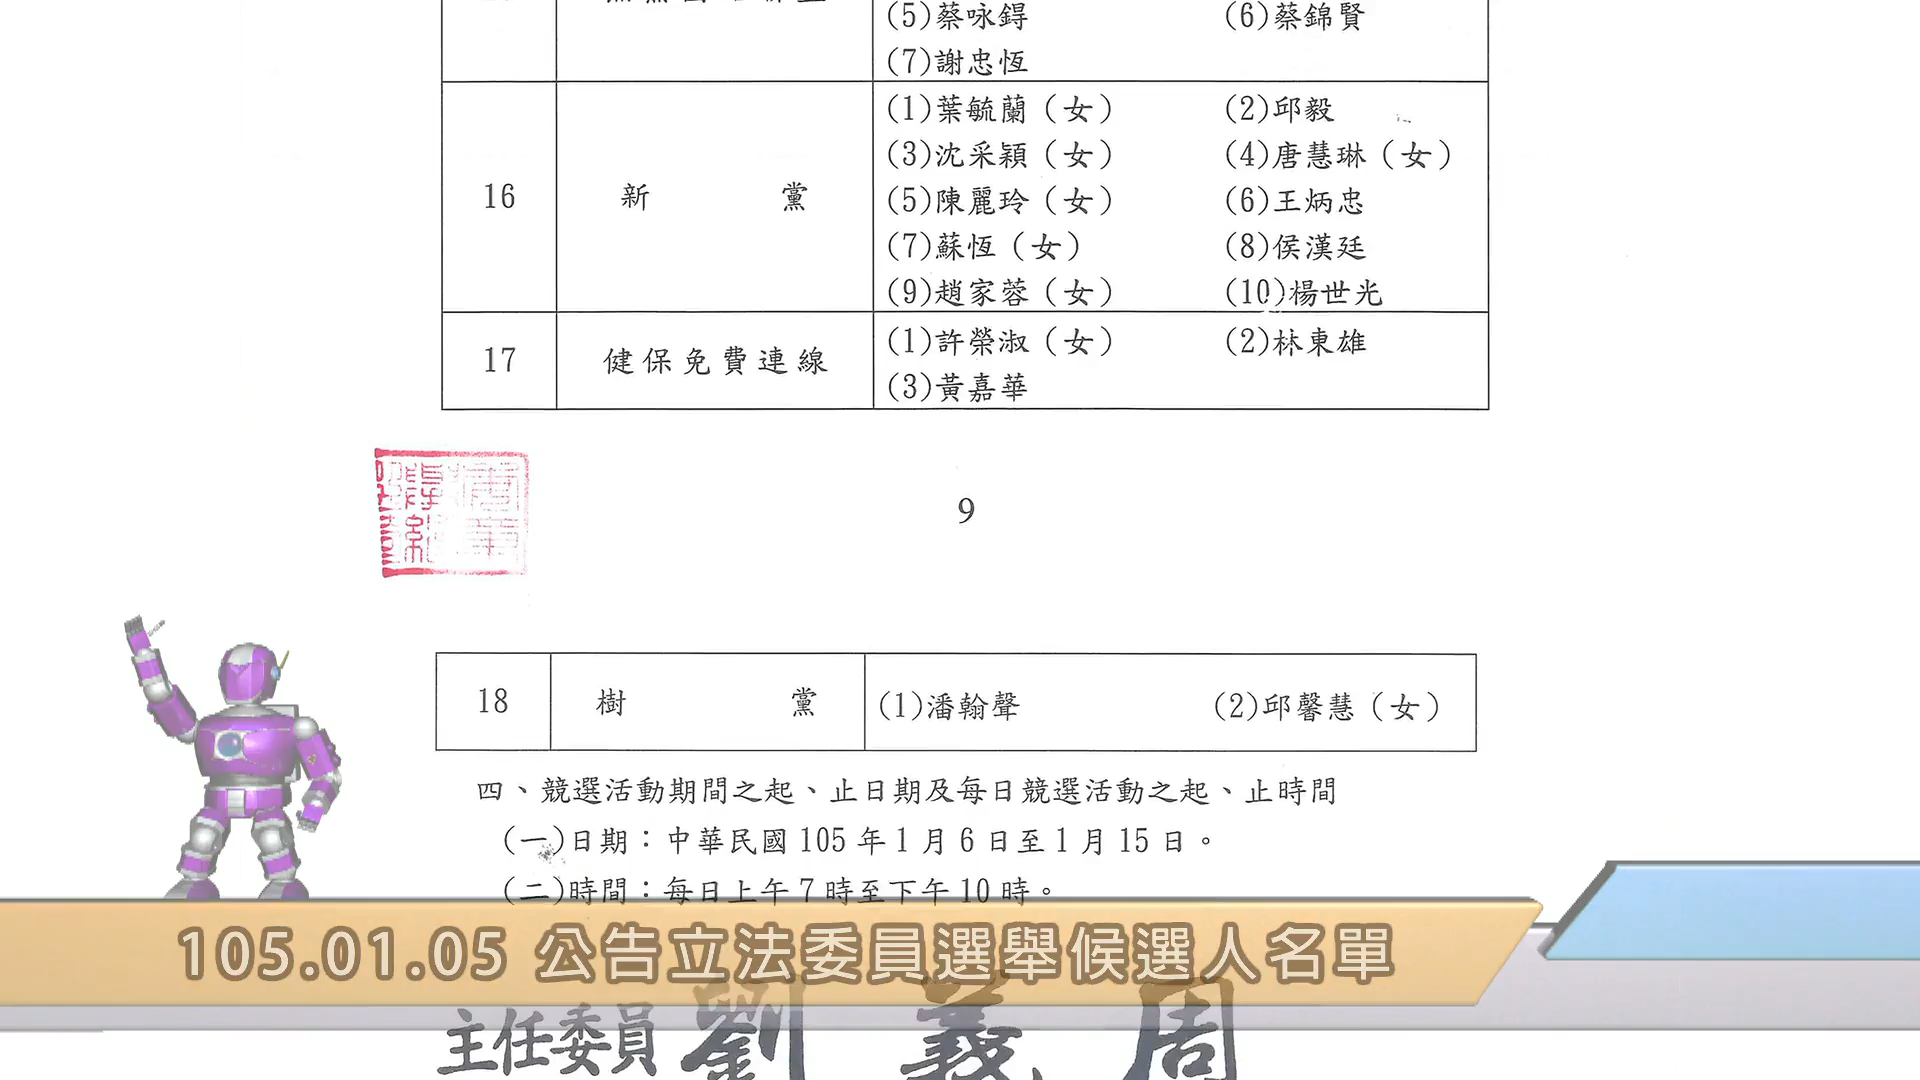 (5)蔡咏鍀 (6)蔡錦賢
(7)謝忠恆
16 新黨 (1)葉毓蘭（女） (2)邱毅
(3)沈采穎（女） (4)唐慧琳（女）
(5)陳麗玲（女） (6)王炳忠
(7)蘇恆（女） (8)侯漢廷
(9)趙家蓉（女） (10)楊世光
17 健保免費連線 (1)許榮淑（女） (2)林東雄
(3)黃嘉華
9
18 樹黨 (1)潘翰聲 (2)邱馨慧（女）
四、競選活動期間之起、止日期及每日競選活動之起、止時間
(一)日期：中華民國105年1月6日至1月15日。
(二)時間：每日上午7時至下午10時。
105.01.05 公告立法委員選舉候選人名單
主任委員 劉義周